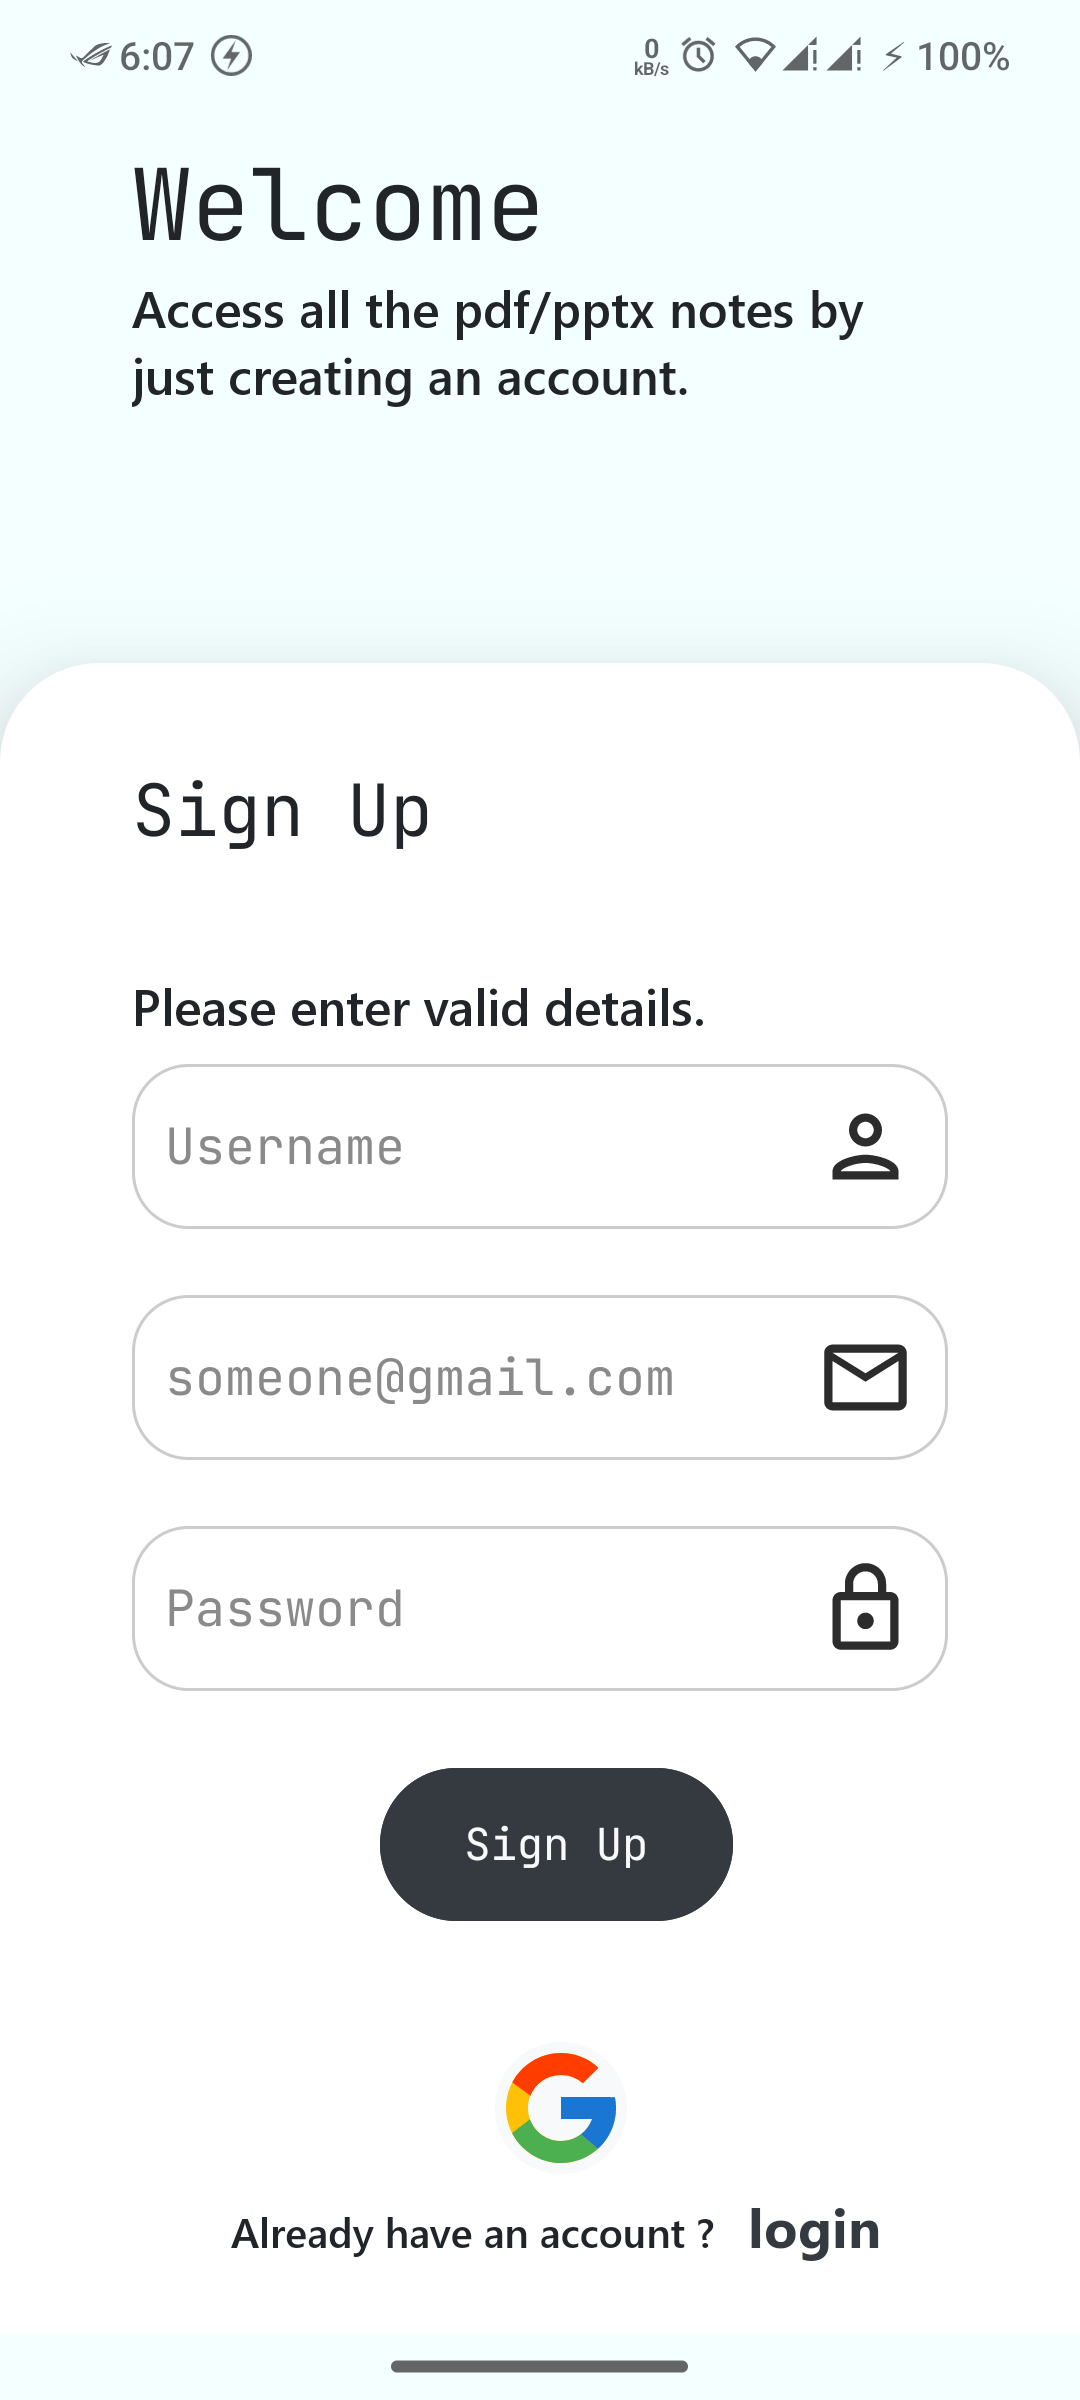 6:07 0 kB/s 100%
Welcome
Access all the pdf/pptx notes by
just creating an account.
Sign Up
Please enter valid details.
Username
someone@gmail.com
Password
Sign Up
Already have an account ? login